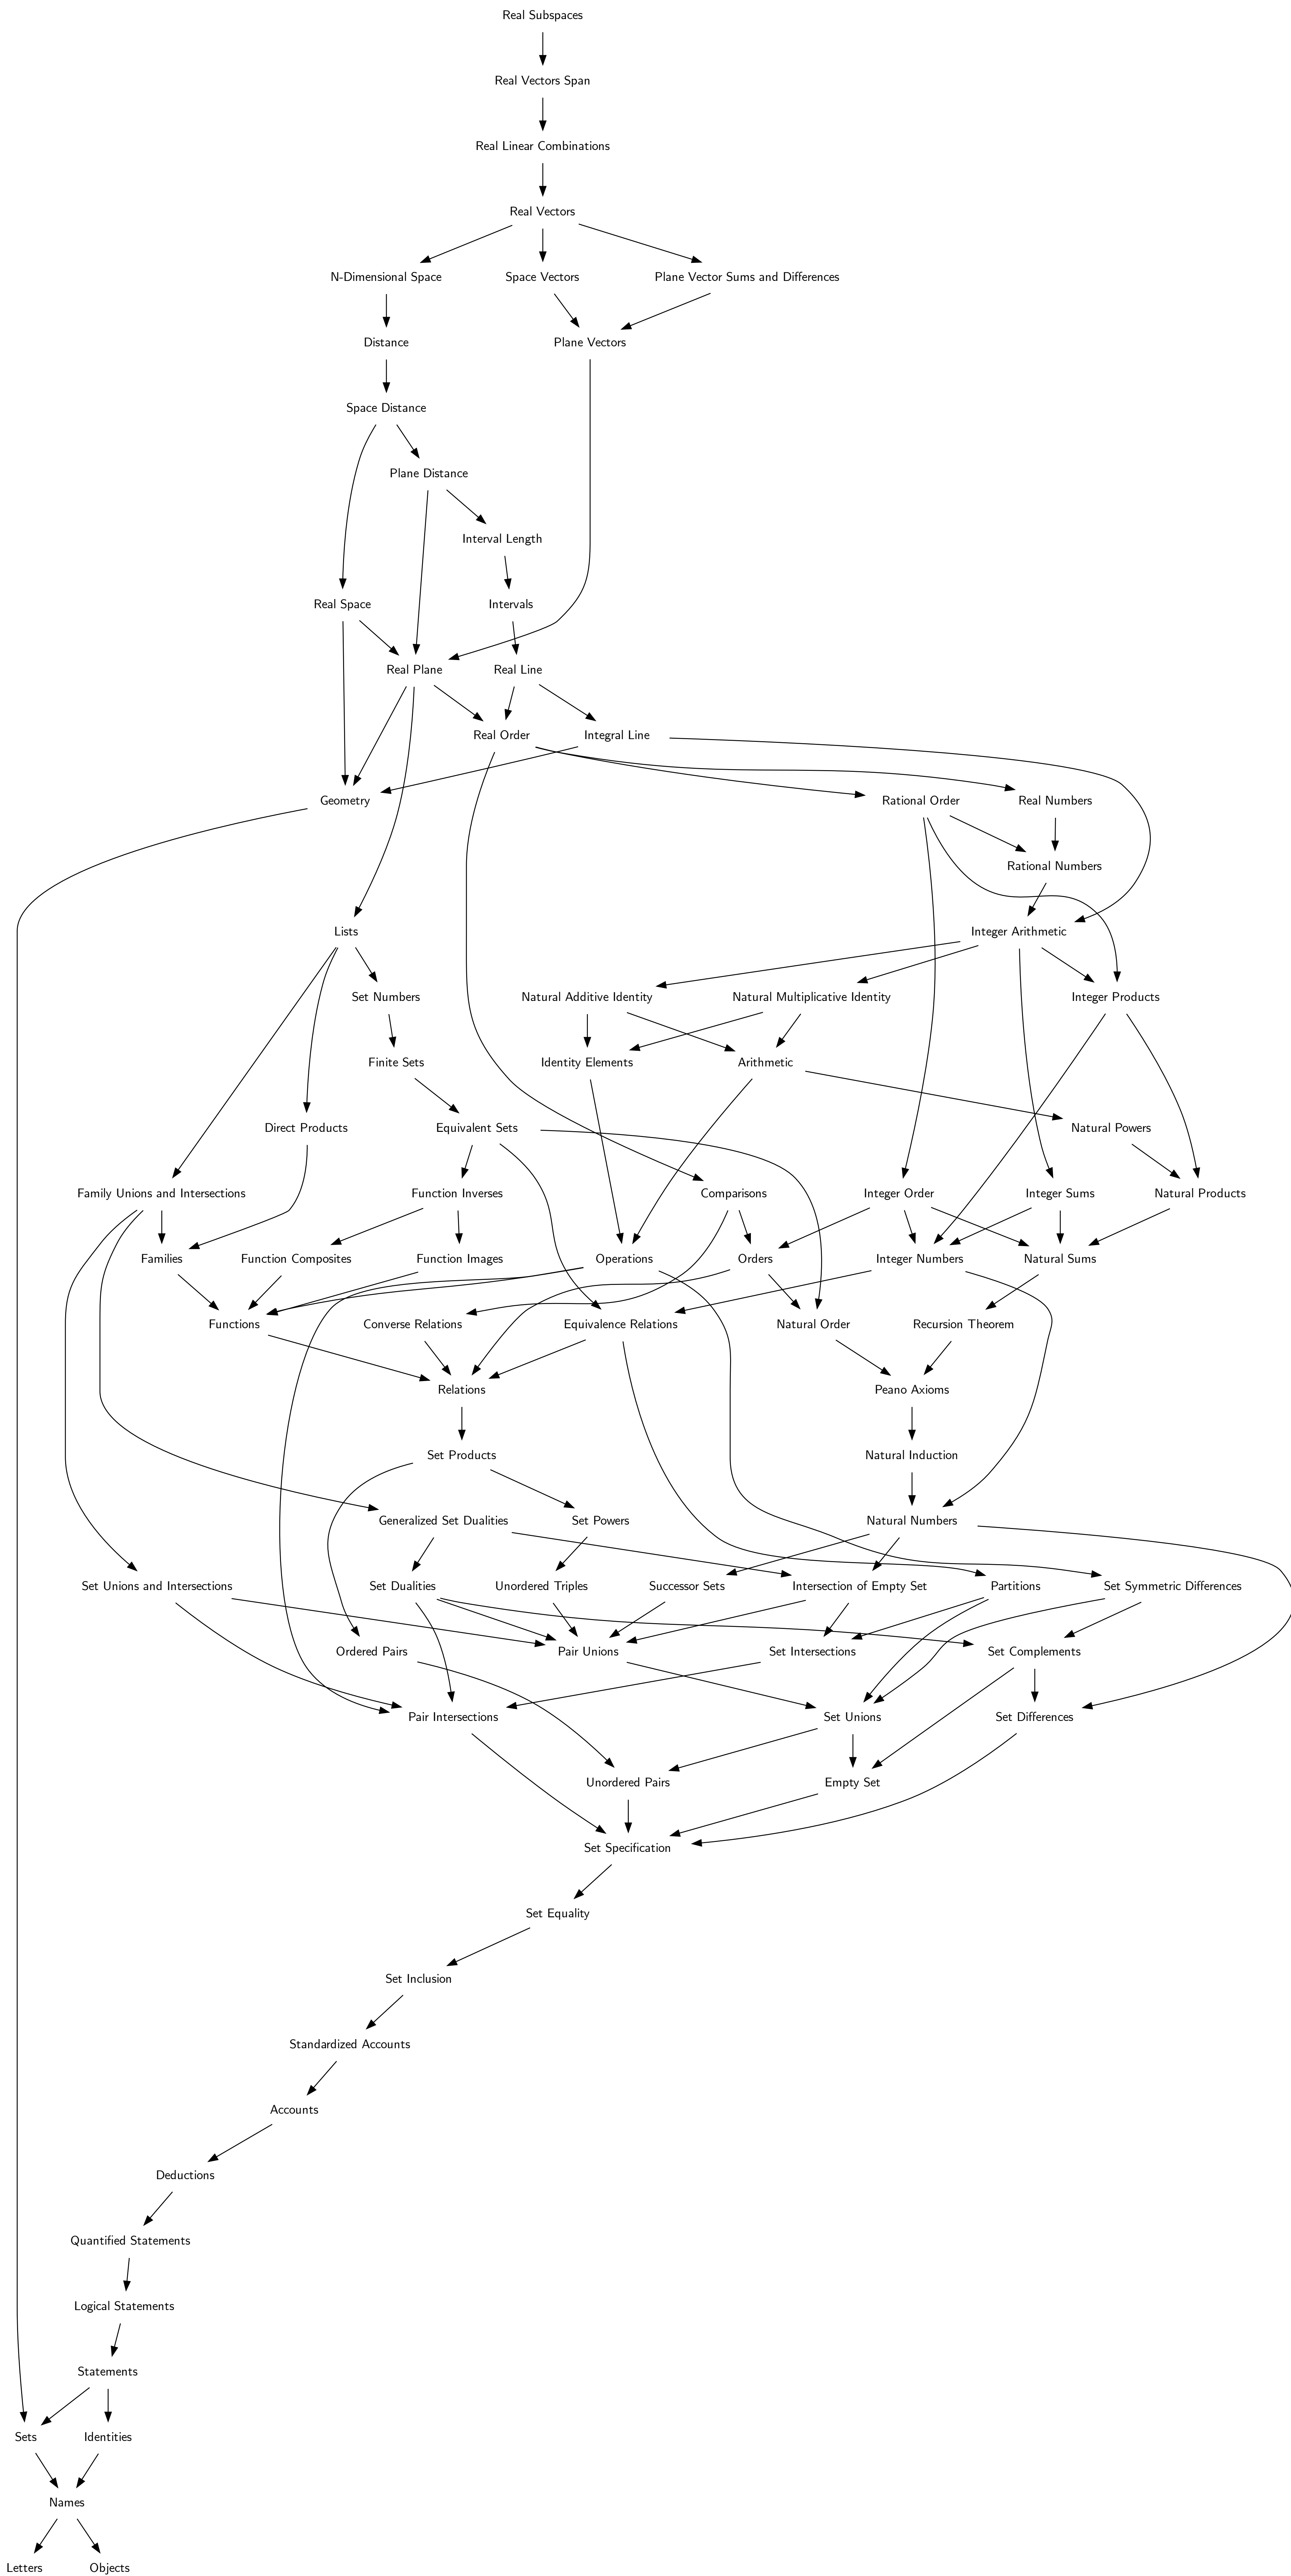 Real Subspaces
Real Vectors Span
Real Linear Combinations
Real Vectors
N-Dimensional Space
Space Vectors
Plane Vector Sums and Differences
Distance
Plane Vectors
Space Distance
Plane Distance
Interval Length
Real Space
Intervals
Real Plane
Real Line
Real Order
Integral Line
Geometry
Rational Order
Real Numbers
Rational Numbers
Lists
Integer Arithmetic
Set Numbers
Natural Additive Identity
Natural Multiplicative Identity
Integer Products
Finite Sets
Identity Elements
Arithmetic
Direct Products
Equivalent Sets
Natural Powers
Family Unions and Intersections
Function Inverses
Comparisons
Integer Order
Integer Sums
Natural Products
Families
Function Composites
Function Images
Operations
Orders
Integer Numbers
Natural Sums
Functions
Converse Relations
Equivalence Relations
Natural Order
Recursion Theorem
Relations
Peano Axioms
Set Products
Natural Induction
Generalized Set Dualities
Set Powers
Natural Numbers
Set Unions and Intersections
Set Dualities
Unordered Triples
Successor Sets
Intersection of Empty Set
Partitions
Set Symmetric Differences
Ordered Pairs
Pair Unions
Set Intersections
Set Complements
Pair Intersections
Set Unions
Set Differences
Unordered Pairs
Empty Set
Set Specification
Set Equality
Set Inclusion
Standardized Accounts
Accounts
Deductions
Quantified Statements
Logical Statements
Statements
Sets
Identities
Names
Letters
Objects